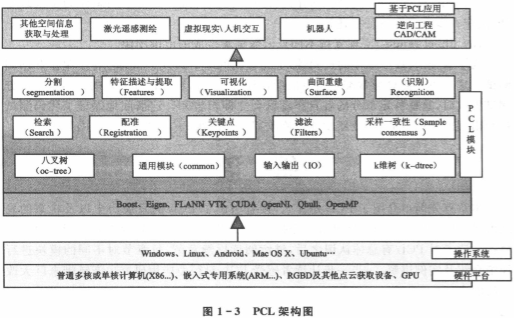 基于PCL应用
其他空间信息
获取与处理
激光遥感测绘
虚拟现实\人机交互
机器人
逆向工程
CAD/CAM
分割
(segmentation )
特征描述与提取
(Features )
可视化
(Visualization )
曲面重建
(Surface )
(识别)
Recognition
PCL模块
检索
(Search )
配准
(Registration )
关键点
(Keypoints )
滤波
(Filters)
采样一致性 (Sample
consensus)
八叉树
(oc-tree)
通用模块 (common)
输入输出 (IO)
k维树 (k-dtree)
Boost、Eigen、FLANN VTK CUDA OpenNI、Qhull、OpenMP
Windows、Linux、Android、Mac OS X、Ubuntu…
操作系统
普通多核或单核计算机(X86...)、嵌入式专用系统(ARM...)、RGBD及其他点云获取设备、GPU
硬件平台
图 1-3 PCL 架构图